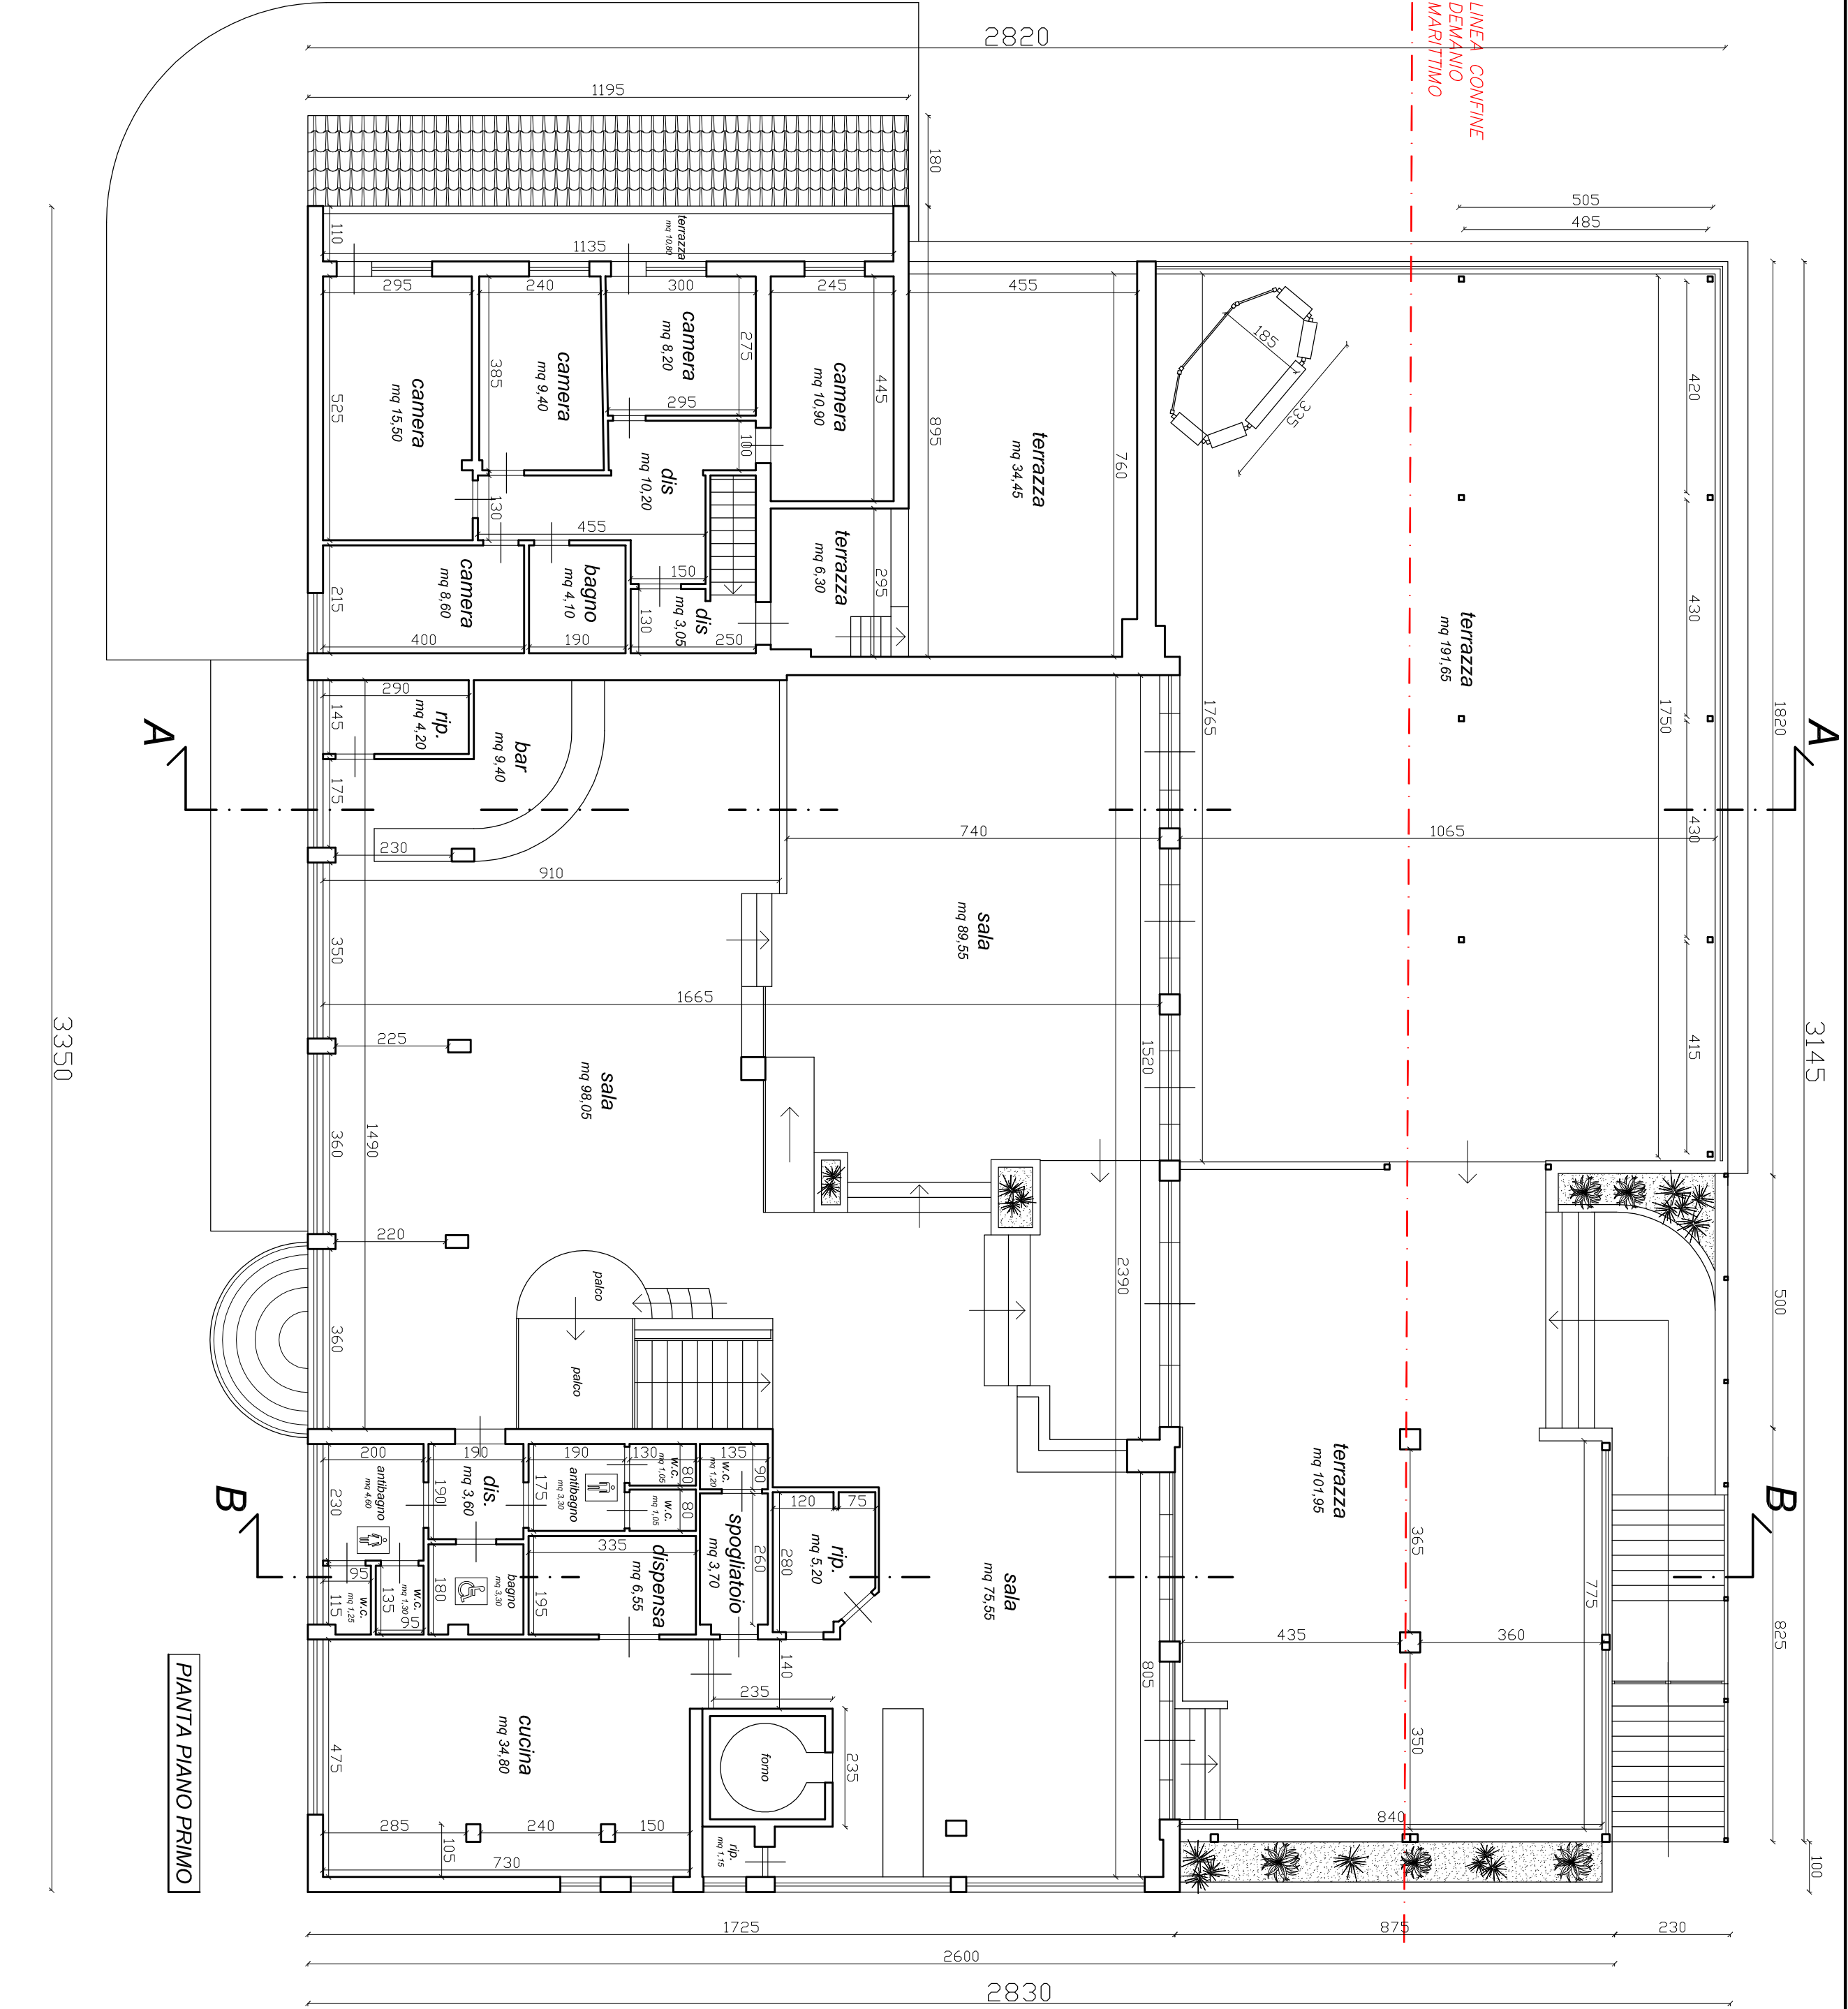 LINEA CONFINE
DEMANIO
MARITTIMO
2820
1195
180
505
485
terrazza
mq 10,80
110
1135
295
240
300
245
455
camera
mq 15,50
525
camera
mq 9,40
385
camera
mq 8,20
275
295
camera
mq 10,90
445
895
terrazza
mq 34,45
760
185
335
420
terrazza
mq 191,65
430
430
415
1750
1765
1820
3145
3350
100
dis
mq 10,20
130
455
150
terrazza
mq 6,30
295
camera
mq 8,60
215
400
bagno
mq 4,10
190
dis
mq 3,05
130
250
290
145
rip.
mq 4,20
bar
mq 9,40
A
A
175
230
910
740
1065
350
sala
mq 89,55
1665
225
sala
mq 98,05
1520
360
1490
220
2390
500
palco
palco
360
200
190
190
130
135
antibagno
mq 4,60
230
dis.
mq 3,60
190
antibagno
mq 3,30
175
w.c.
mq 1,05
80
w.c.
mq 1,05
80
w.c.
mq 1,20
90
120
75
B
B
335
dispensa
mq 6,55
195
spogliatoio
mq 3,70
260
rip.
mq 5,20
280
sala
mq 75,55
terrazza
mq 101,95
365
775
95
w.c.
mq 1,25
115
w.c.
mq 1,30
135
95
bagno
mq 3,30
180
435
360
825
805
140
235
235
forno
cucina
mq 34,80
475
285
240
150
105
730
rip.
mq 1,15
350
840
100
PIANTA PIANO PRIMO
1725
875
230
2600
2830